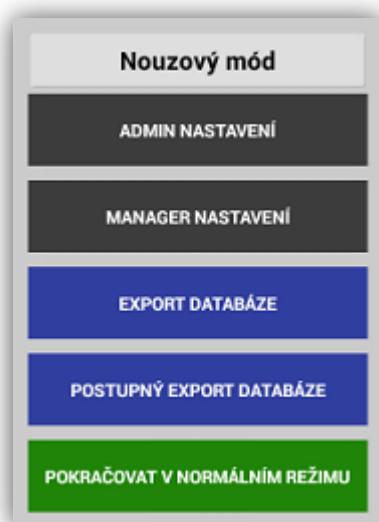 Nouzový mód
ADMIN NASTAVENÍ
MANAGER NASTAVENÍ
EXPORT DATABÁZE
POSTUPNÝ EXPORT DATABÁZE
POKRAČOVAT V NORMÁLNÍM REŽIMU